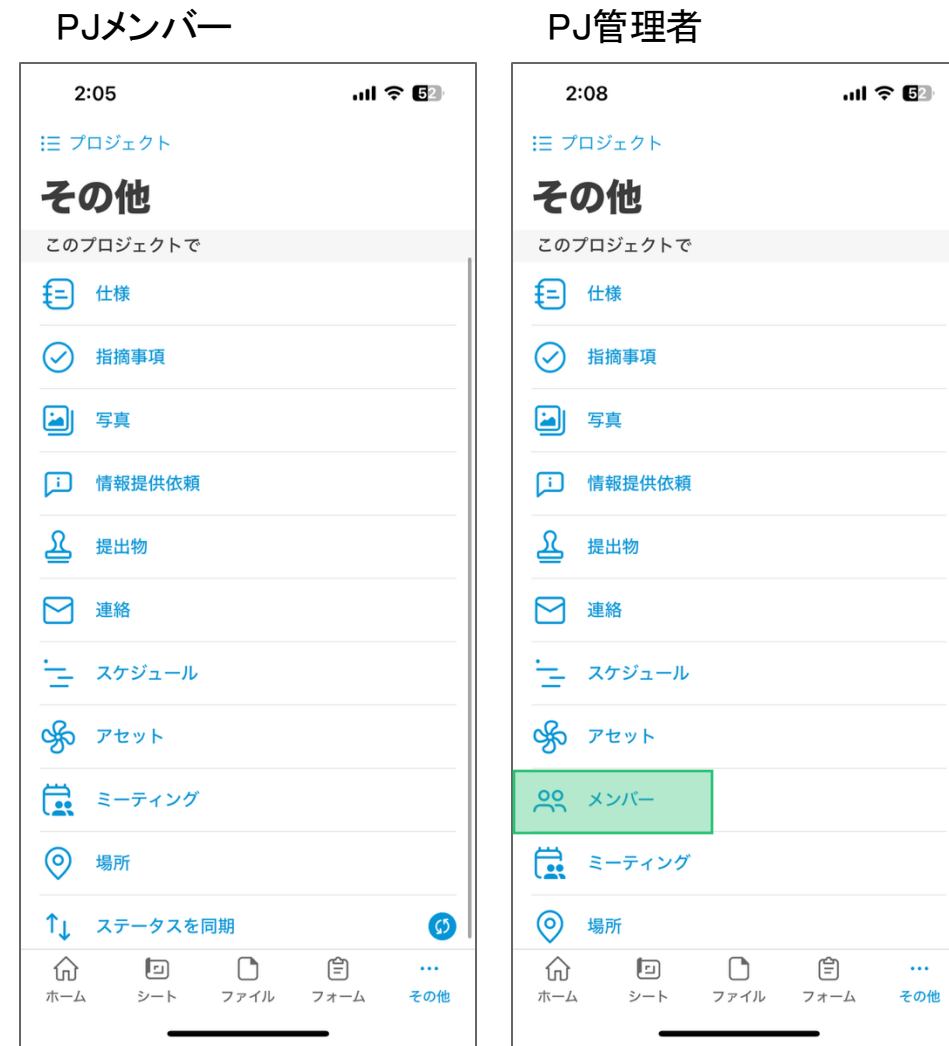 PJメンバー
2:05
52
プロジェクト
その他
このプロジェクトで
仕様
指摘事項
写真
情報提供依頼
提出物
連絡
スケジュール
アセット
ミーティング
場所
ステータスを同期
ホーム
シート
ファイル
フォーム
その他
PJ管理者
2:08
52
プロジェクト
その他
このプロジェクトで
仕様
指摘事項
写真
情報提供依頼
提出物
連絡
スケジュール
アセット
メンバー
ミーティング
場所
ホーム
シート
ファイル
フォーム
その他